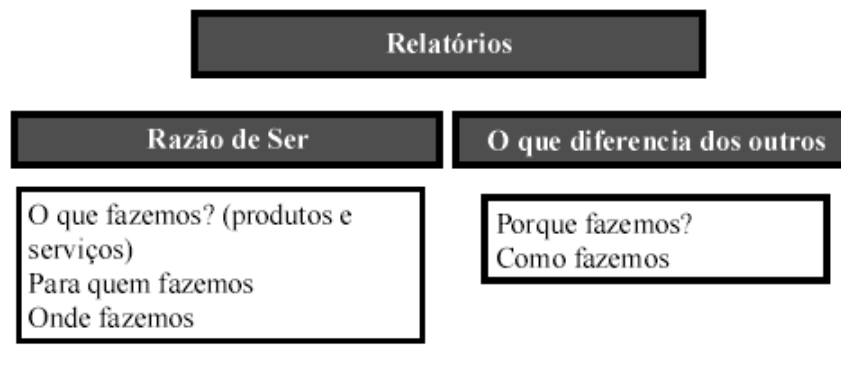 Relatórios
Razão de Ser
O que fazemos? (produtos e
serviços)
Para quem fazemos
Onde fazemos
O que diferencia dos outros
Porque fazemos?
Como fazemos